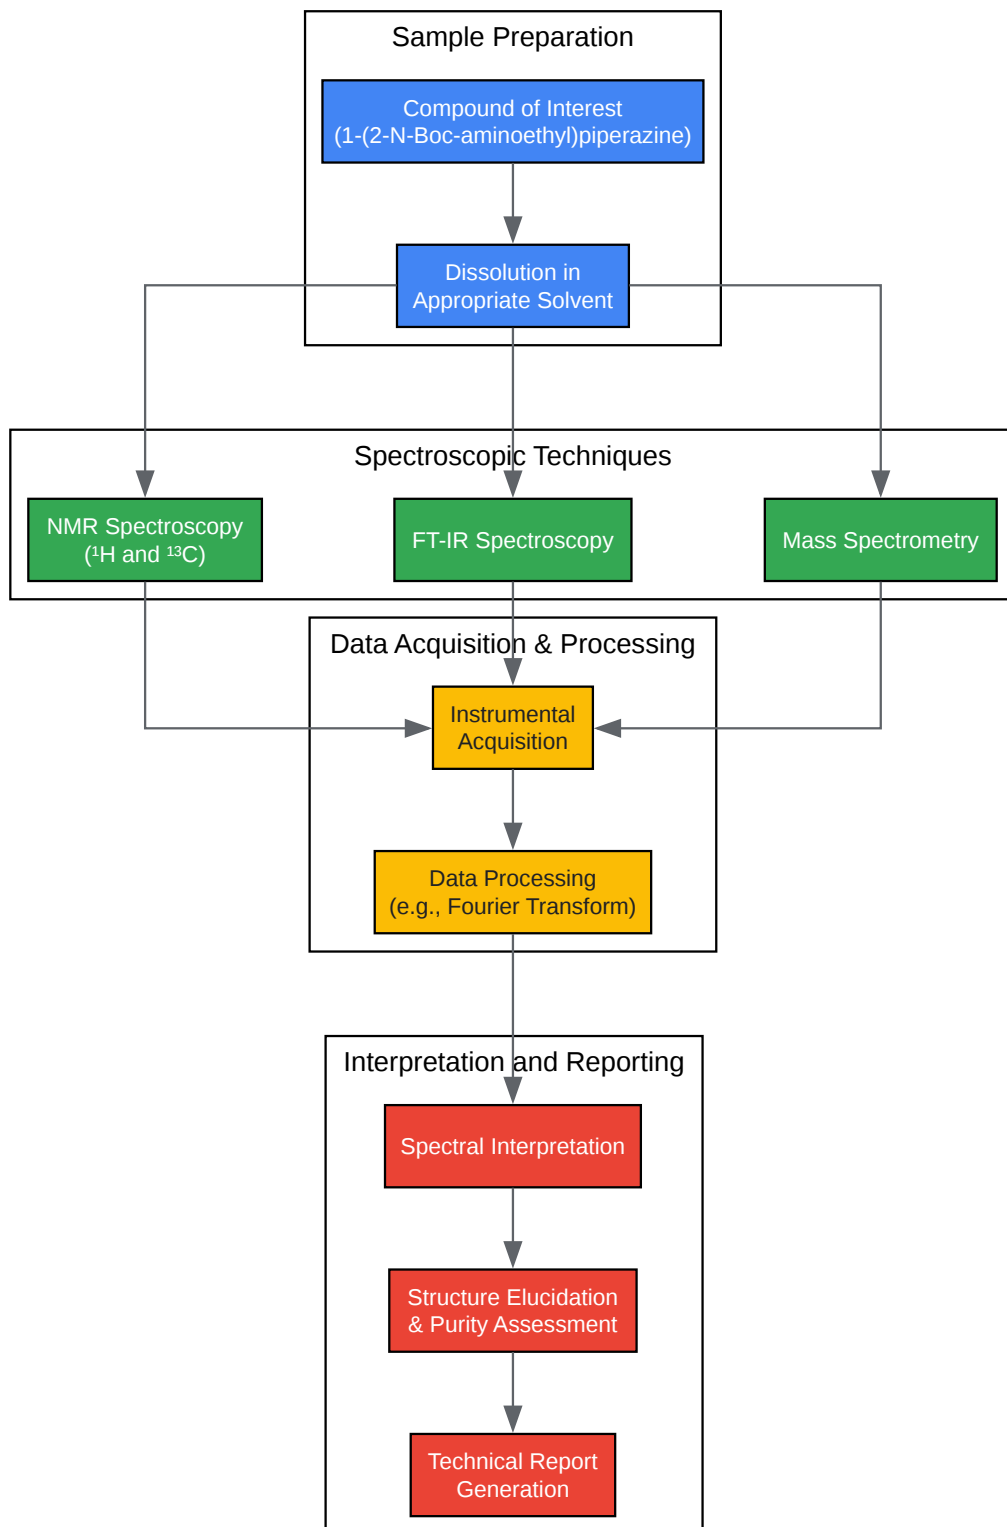 Sample Preparation
Compound of Interest
(1-(2-N-Boc-aminoethyl)piperazine)
Dissolution in
Appropriate Solvent
Spectroscopic Techniques
NMR Spectroscopy
(¹H and ¹³C)
FT-IR Spectroscopy
Mass Spectrometry
Data Acquisition & Processing
Instrumental
Acquisition
Data Processing
(e.g., Fourier Transform)
Interpretation and Reporting
Spectral Interpretation
Structure Elucidation
& Purity Assessment
Technical Report
Generation